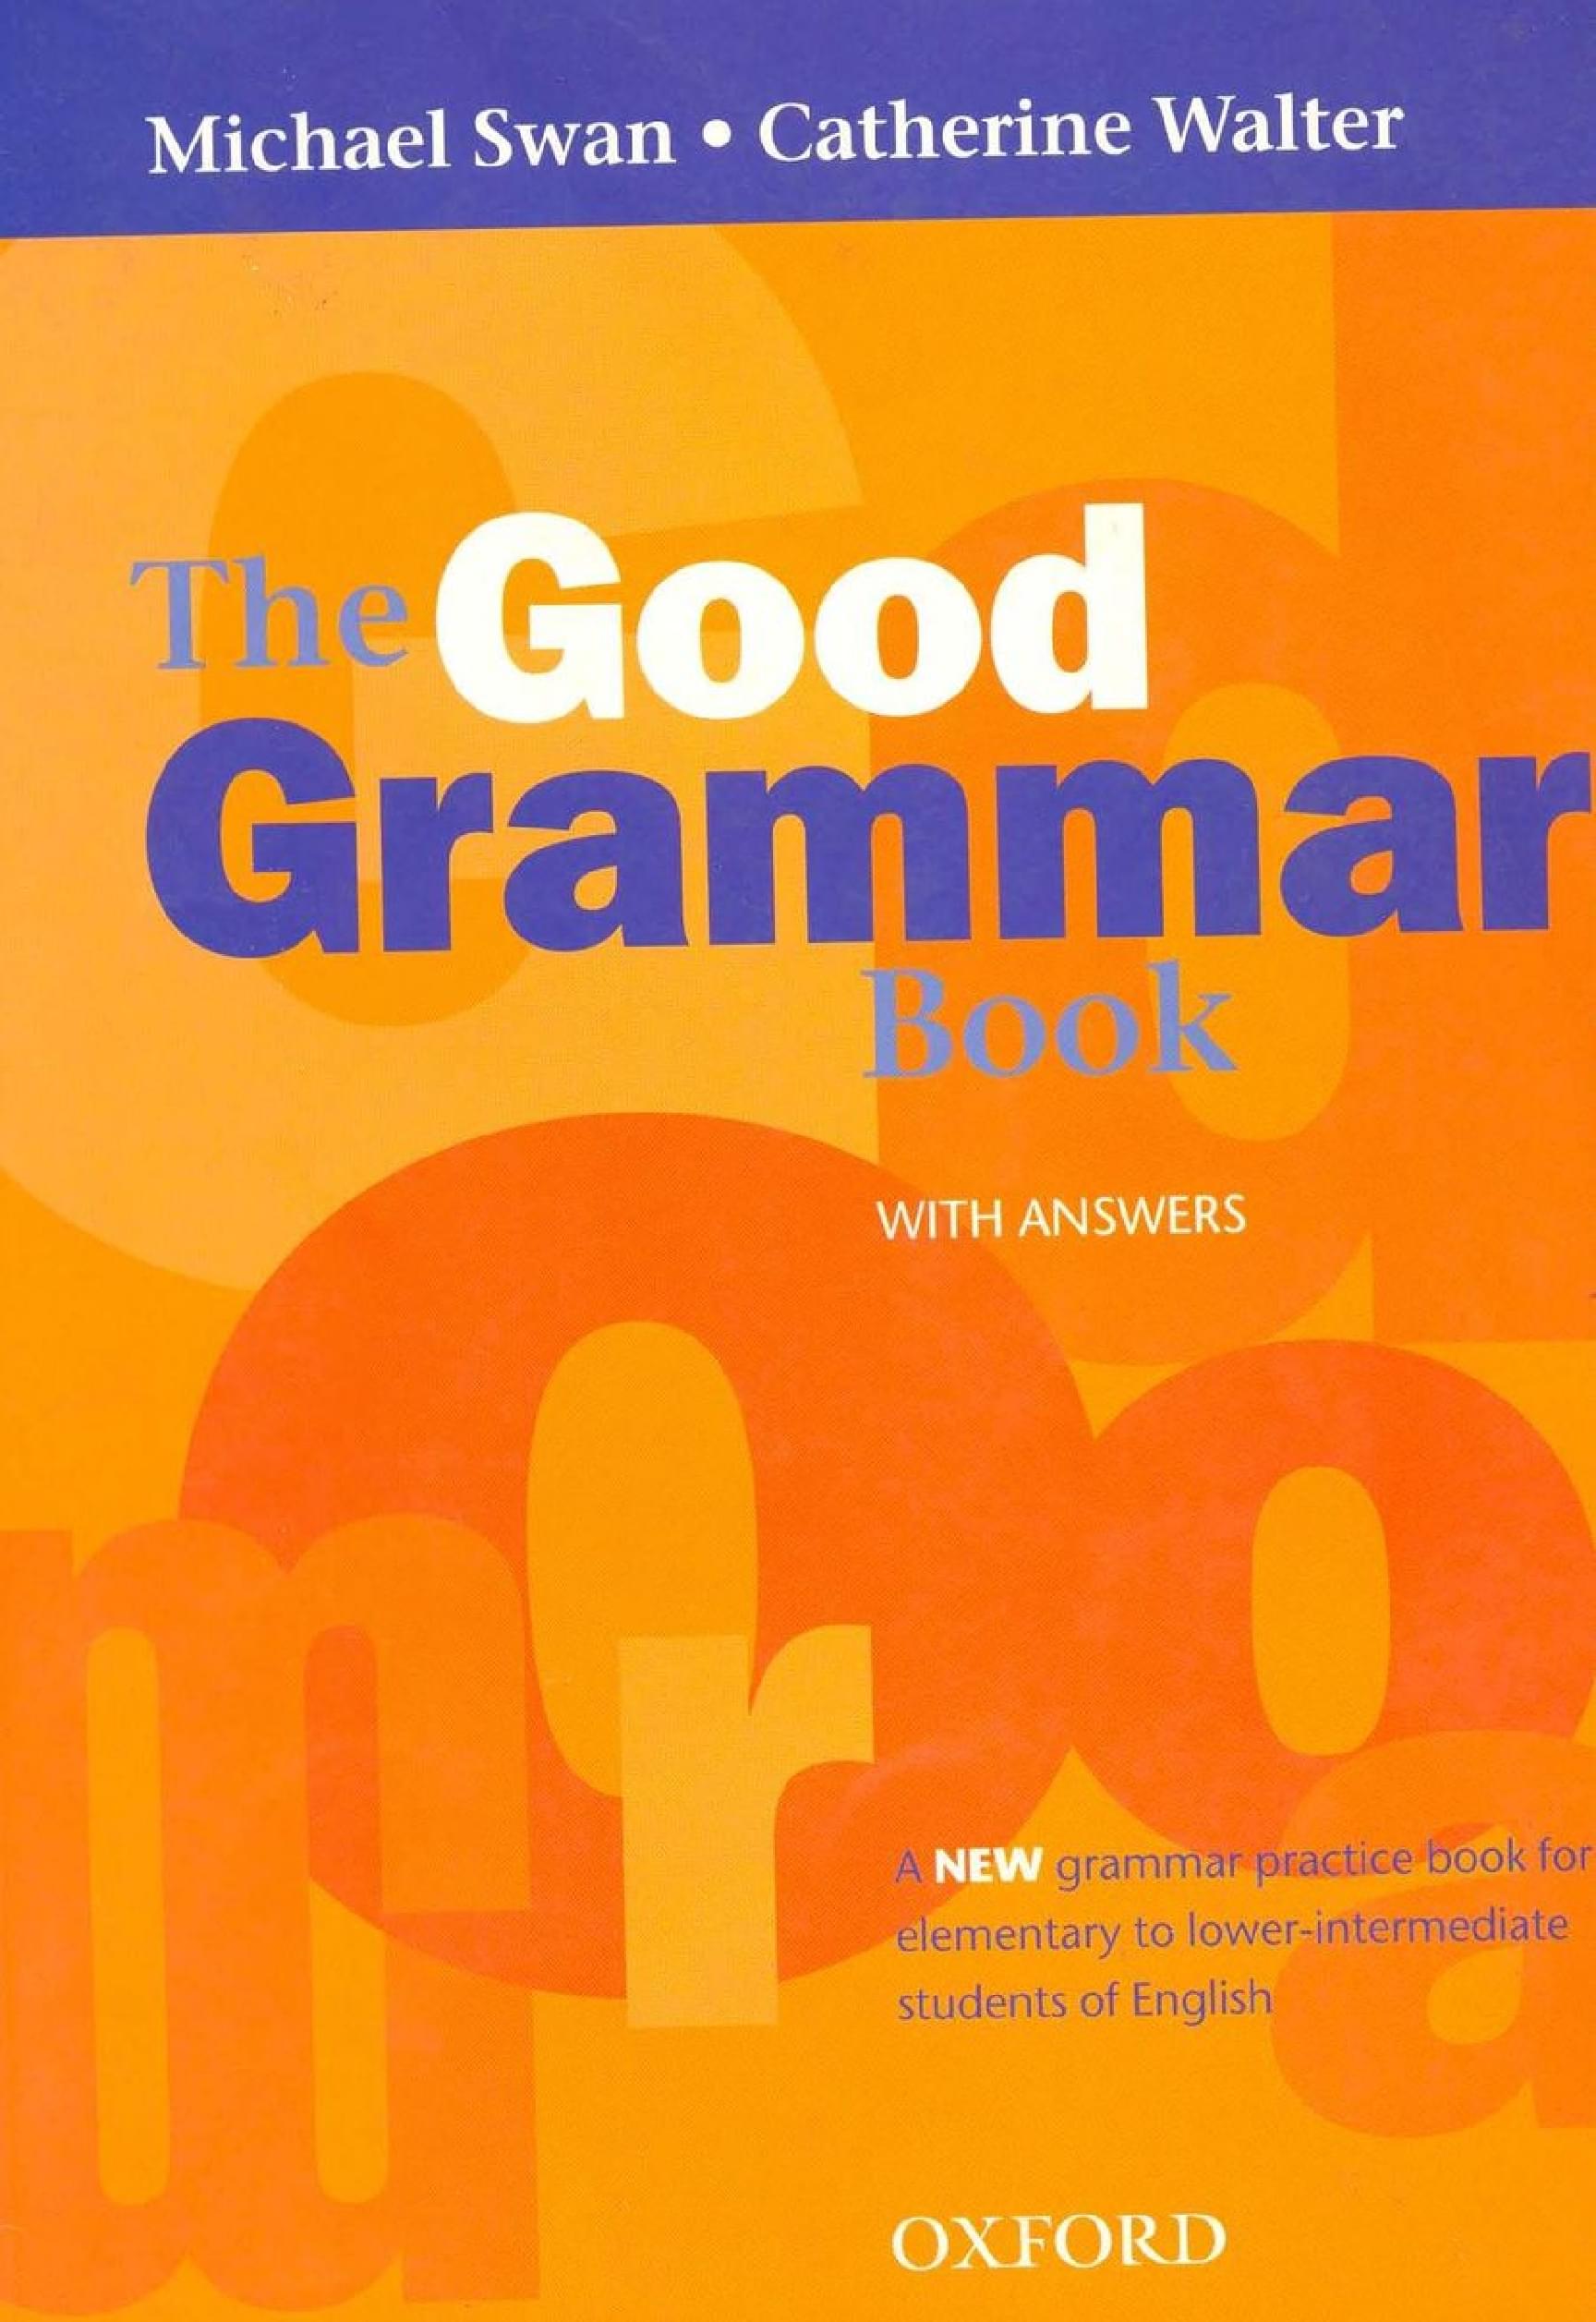 Michael Swan • Catherine Walter
The Good
Grammar
Book
WITH ANSWERS
A NEW grammar practice book for
elementary to lower-intermediate
students of English
OXFORD